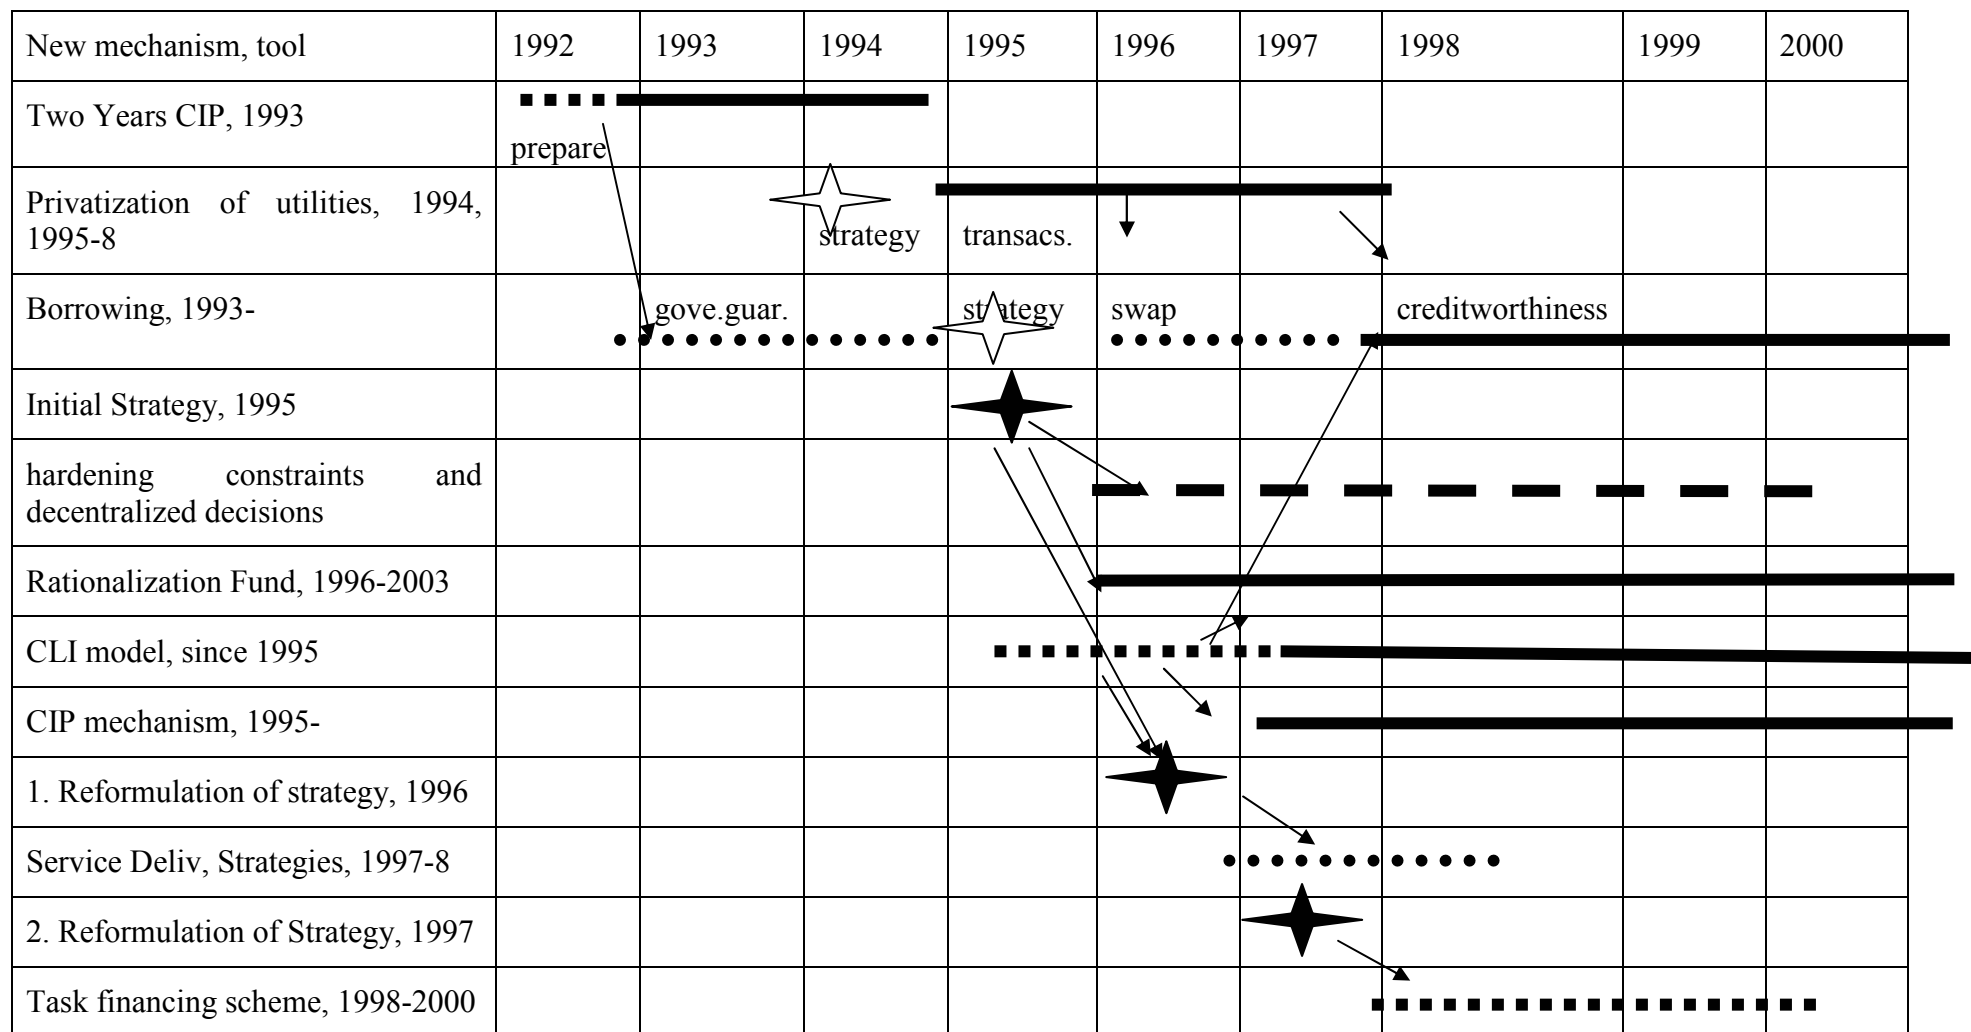 New mechanism, tool 1992 1993 1994 1995 1996 1997 1998 1999 2000
Two Years CIP, 1993
prepare
Privatization of utilities, 1994,
1995-8 strategy transacs.
Borrowing, 1993- gove.guar. strategy swap creditworthiness
Initial Strategy, 1995
hardening constraints and
decentralized decisions
Rationalization Fund, 1996-2003
CLI model, since 1995
CIP mechanism, 1995-
1. Reformulation of strategy, 1996
Service Deliv, Strategies, 1997-8
2. Reformulation of Strategy, 1997
Task financing scheme, 1998-2000